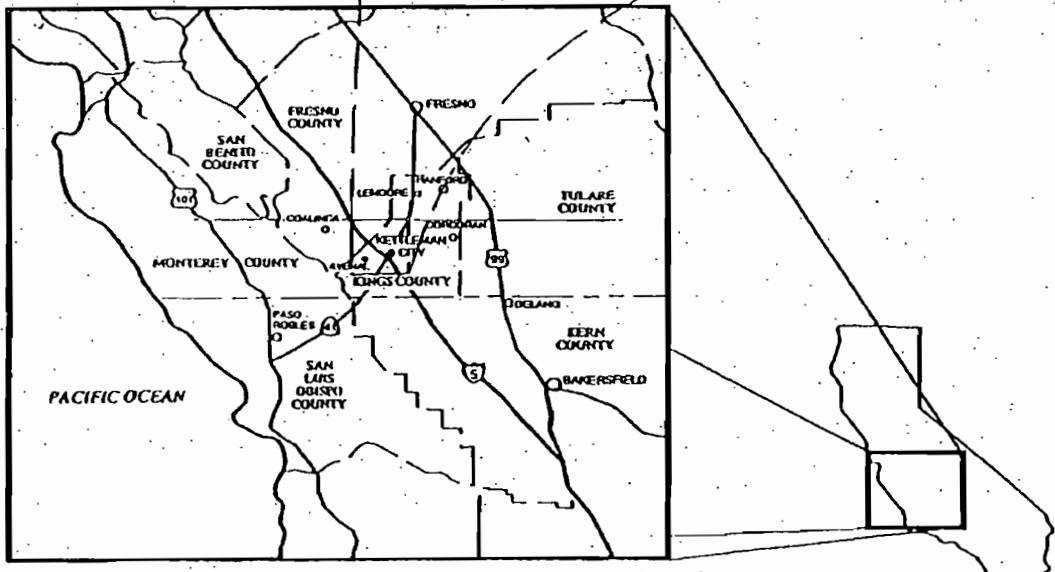 FRESNO
FRESNO
COUNTY
SAN
BENITO
COUNTY
HANFORD
LEMOORE
TULARE
COUNTY
101
COALINGA
CORCORAN
KETTLEMAN
CITY
99
MONTEREY COUNTY
AVENAL
KINGS COUNTY
DELANO
PASO
ROBLES
KERN
COUNTY
SAN
LUIS
OBISPO
COUNTY
5
BAKERSFIELD
PACIFIC OCEAN